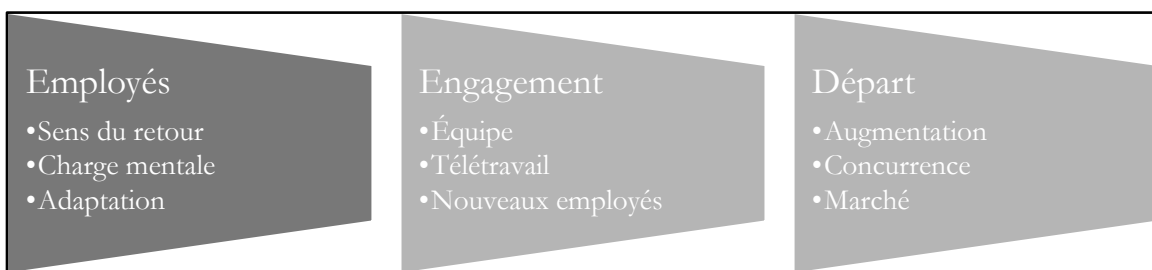 Employés
•Sens du retour
•Charge mentale
•Adaptation
Engagement
•Équipe
•Télétravail
•Nouveaux employés
Départ
•Augmentation
•Concurrence
•Marché